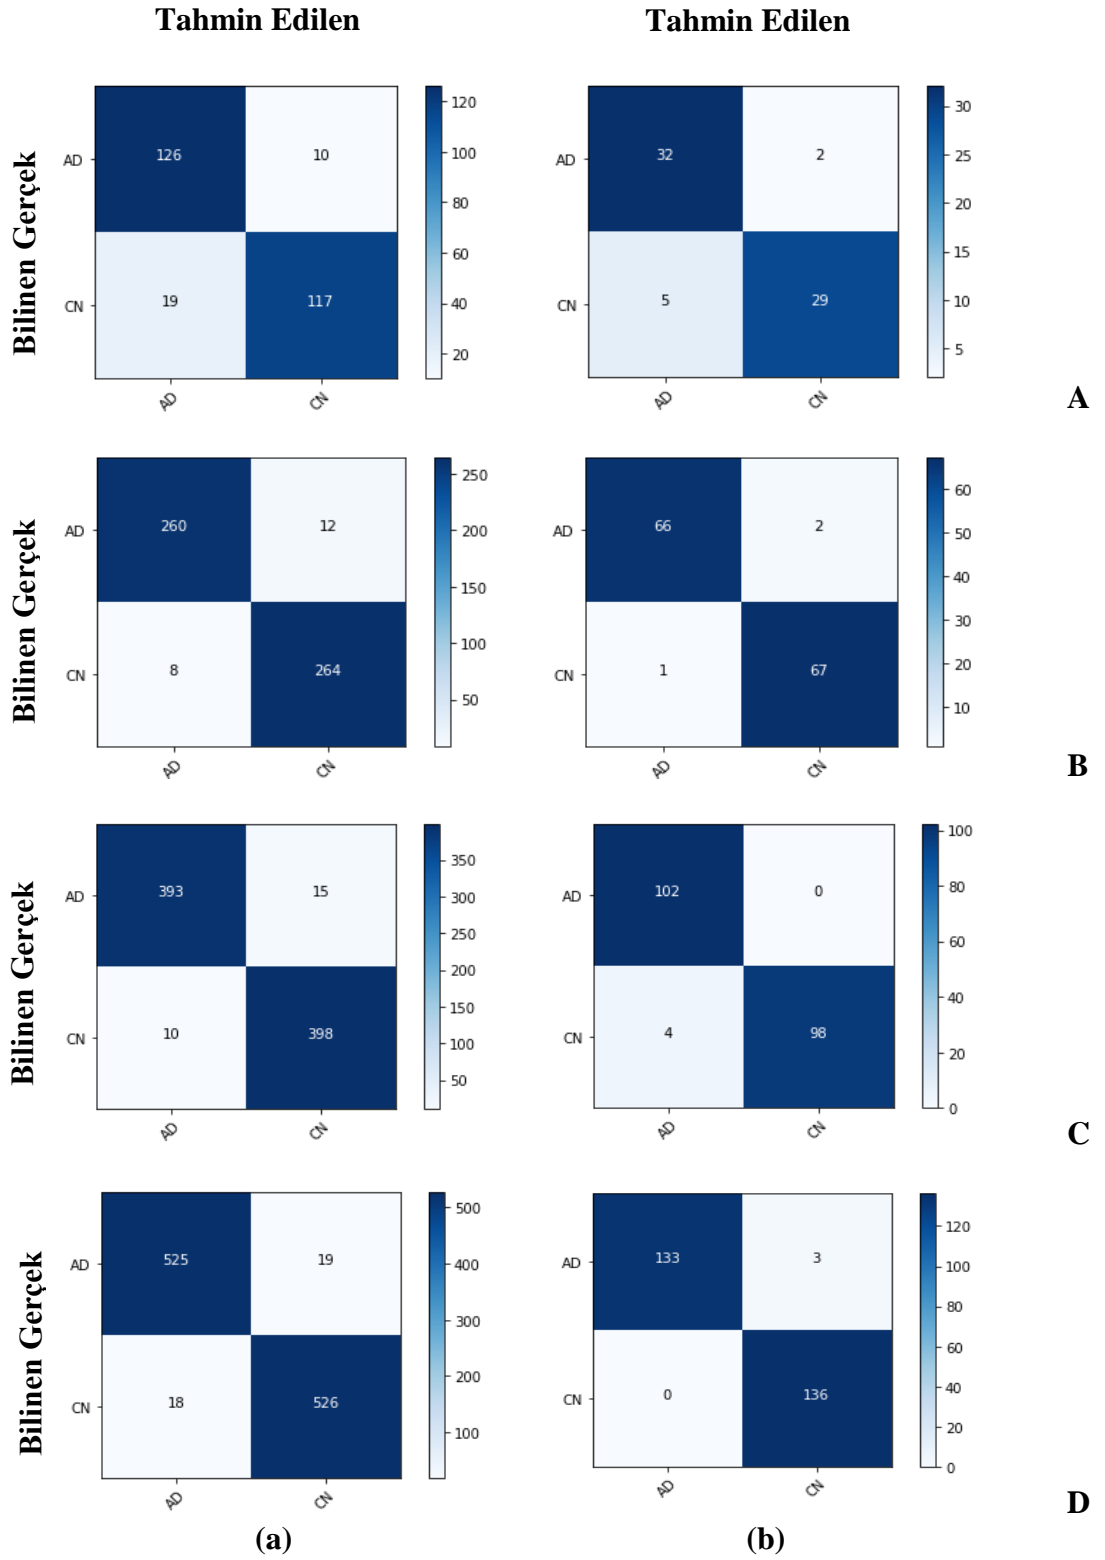 Tahmin Edilen
Tahmin Edilen
Bilinen Gerçek
AD
CN
126
10
19
117
AD
CN
120
100
80
60
40
20
AD
CN
32
2
5
29
AD
CN
30
25
20
15
10
5
A
Bilinen Gerçek
AD
CN
260
12
8
264
AD
CN
250
200
150
100
50
AD
CN
66
2
1
67
AD
CN
60
50
40
30
20
10
B
Bilinen Gerçek
AD
CN
393
15
10
398
AD
CN
350
300
250
200
150
100
50
AD
CN
102
0
4
98
AD
CN
100
80
60
40
20
0
C
Bilinen Gerçek
AD
CN
525
19
18
526
AD
CN
500
400
300
200
100
AD
CN
133
3
0
136
AD
CN
120
100
80
60
40
20
0
D
(a)
(b)